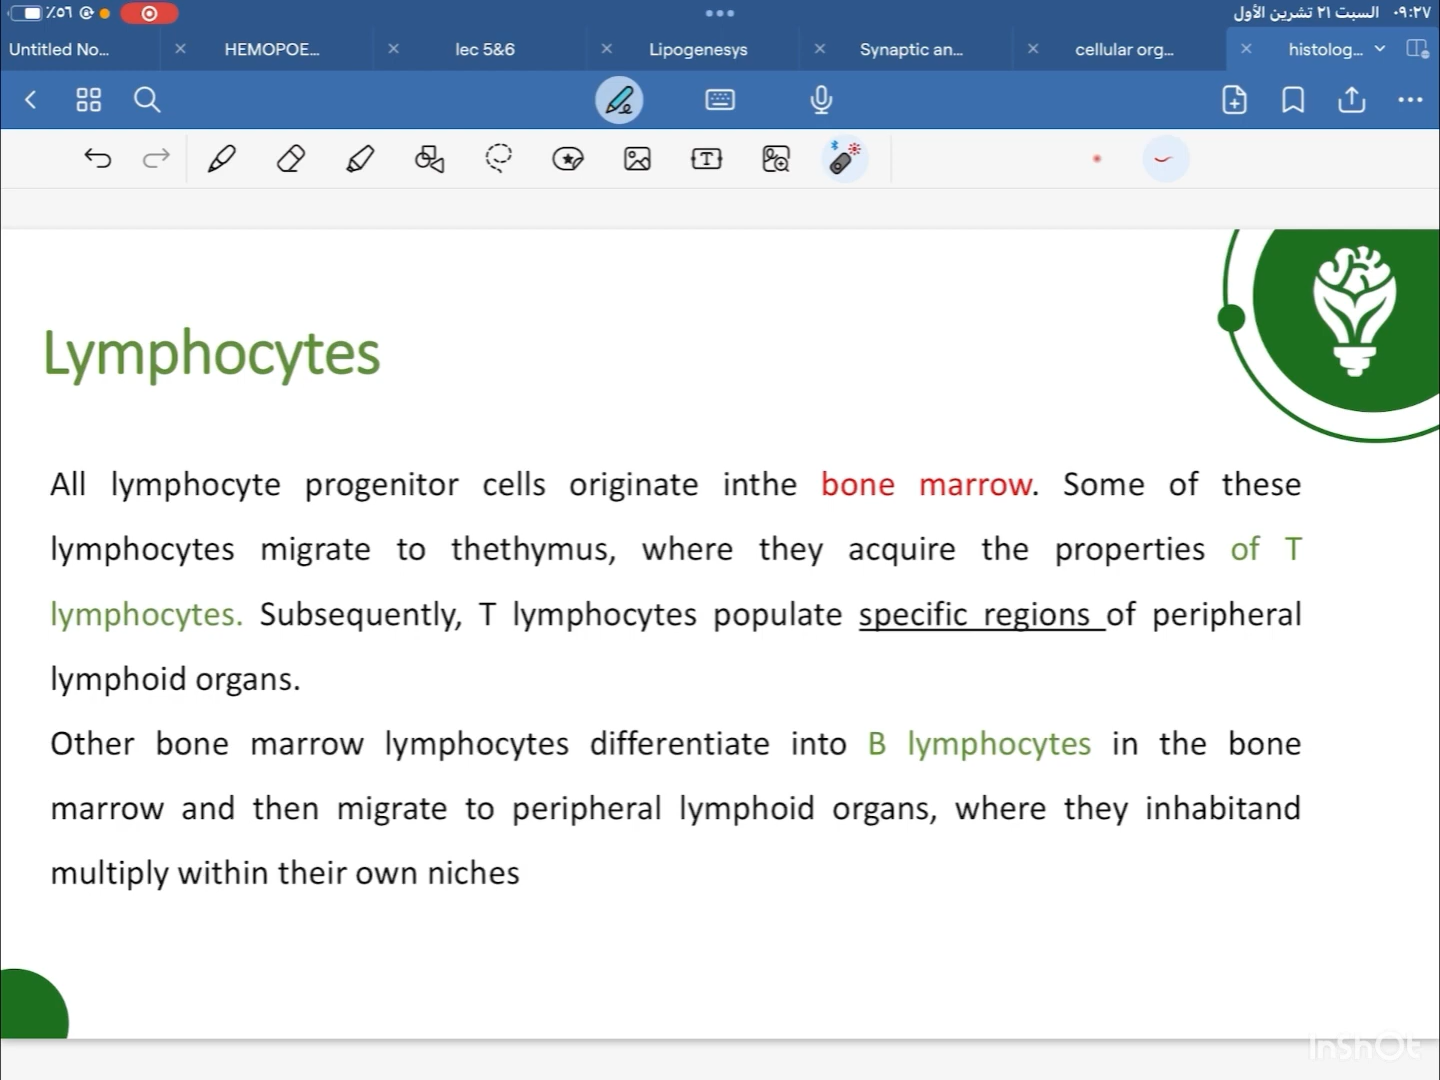 ٪٥٦
٠٩:٢٧ السبت ٢١ تشرين الأول
Untitled No...
HEMOPOE...
lec 5&6
Lipogenesys
Synaptic an...
cellular org...
histolog...
Lymphocytes
All lymphocyte progenitor cells originate inthe bone marrow. Some of these
lymphocytes migrate to thethymus, where they acquire the properties of T
lymphocytes. Subsequently, T lymphocytes populate specific regions of peripheral
lymphoid organs.
Other bone marrow lymphocytes differentiate into B lymphocytes in the bone
marrow and then migrate to peripheral lymphoid organs, where they inhabitand
multiply within their own niches
InShOt